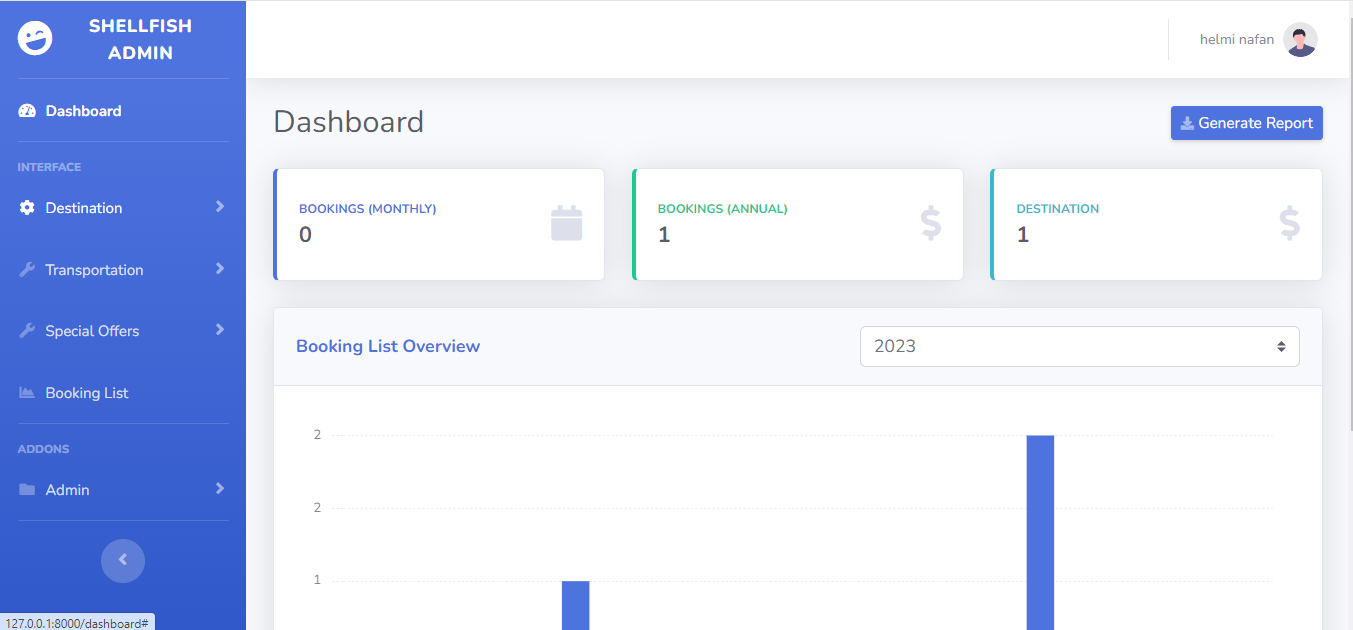 SHELLFISH
ADMIN
helmi nafan
Dashboard
INTERFACE
Destination
Transportation
Special Offers
Booking List
ADDONS
Admin
127.0.0.1:8000/dashboard#
Dashboard
Generate Report
BOOKINGS (MONTHLY)
0
BOOKINGS (ANNUAL)
1
$
DESTINATION
1
$
Booking List Overview
2023
2
2
1